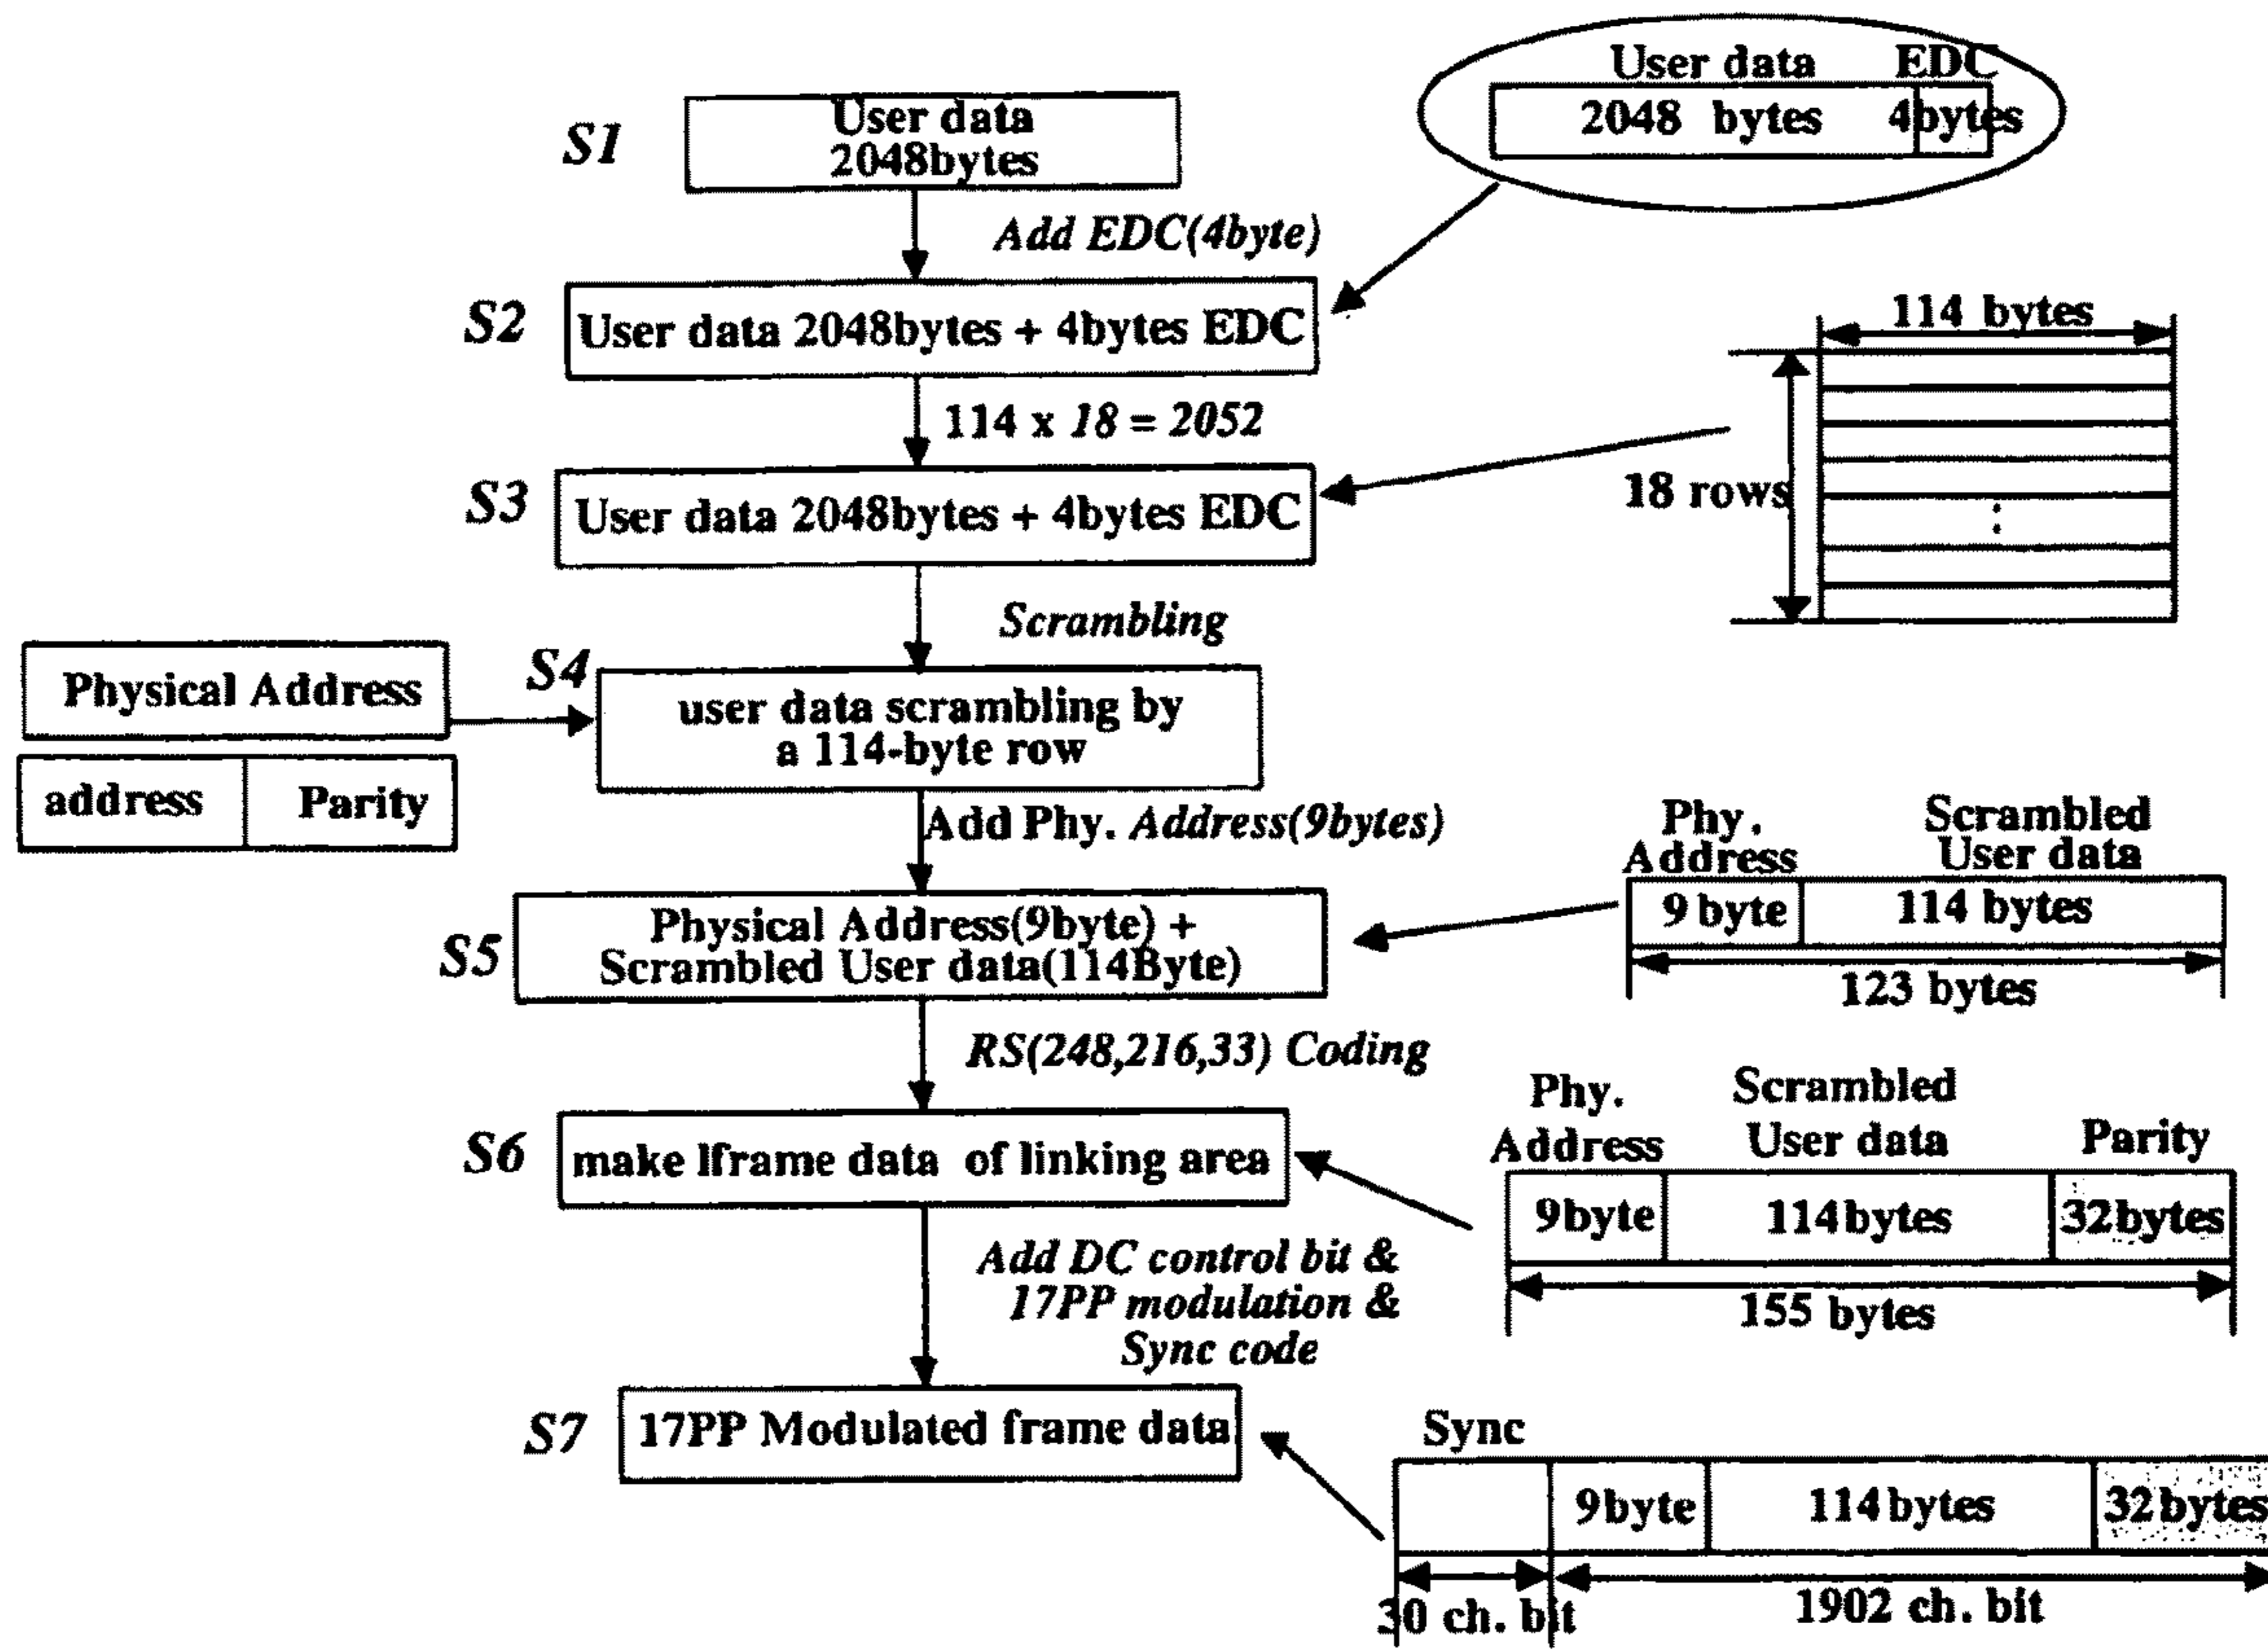 User data EDC
2048 bytes 4bytes
S1
User data
2048bytes
Add EDC(4byte)
S2
User data 2048bytes + 4bytes EDC
114 bytes
18 rows
114 x 18 = 2052
S3
User data 2048bytes + 4bytes EDC
Scrambling
Physical Address
address Parity
S4
user data scrambling by
a 114-byte row
Add Phy. Address(9bytes)
Phy.
Address
Scrambled
User data
9 byte 114 bytes
123 bytes
S5
Physical Address(9byte) +
Scrambled User data(114Byte)
RS(248,216,33) Coding
Phy.
Address
Scrambled
User data
Parity
9byte 114bytes 32bytes
155 bytes
S6
make lframe data of linking area
Add DC control bit &
17PP modulation &
Sync code
S7
17PP Modulated frame data
Sync
9byte 114bytes 32bytes
30 ch. bit 1902 ch. bit